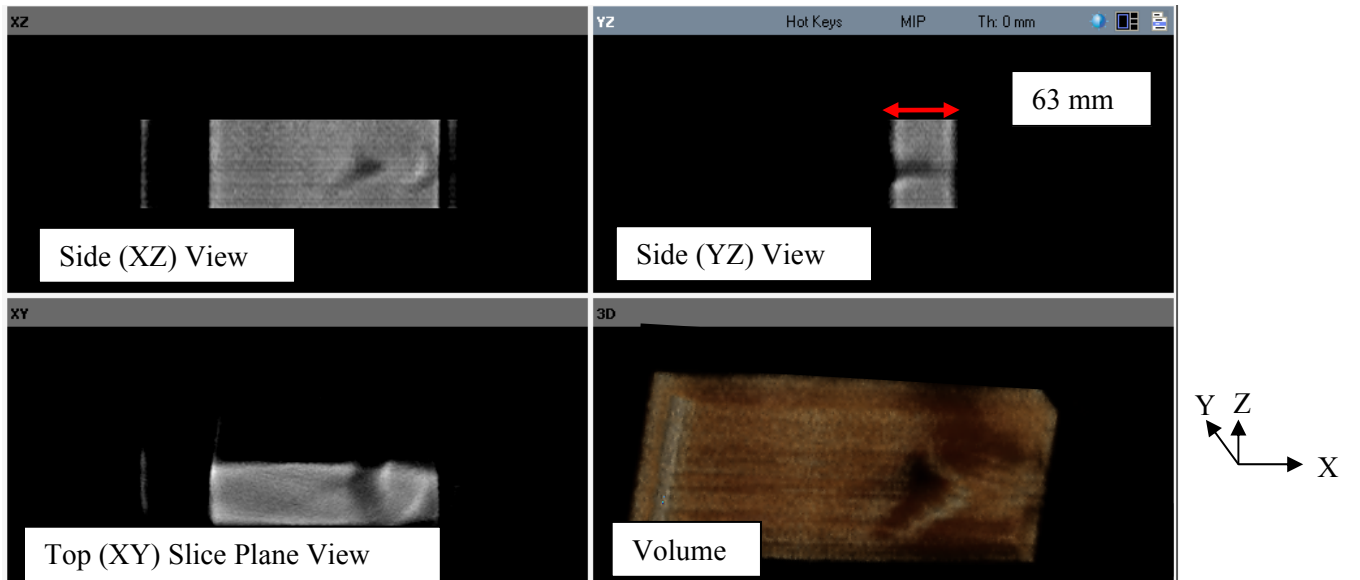 XZ
YZ Hot Keys MIP Th: 0 mm
63 mm
Side (XZ) View
Side (YZ) View
XY
3D
Y Z
X
Top (XY) Slice Plane View
Volume